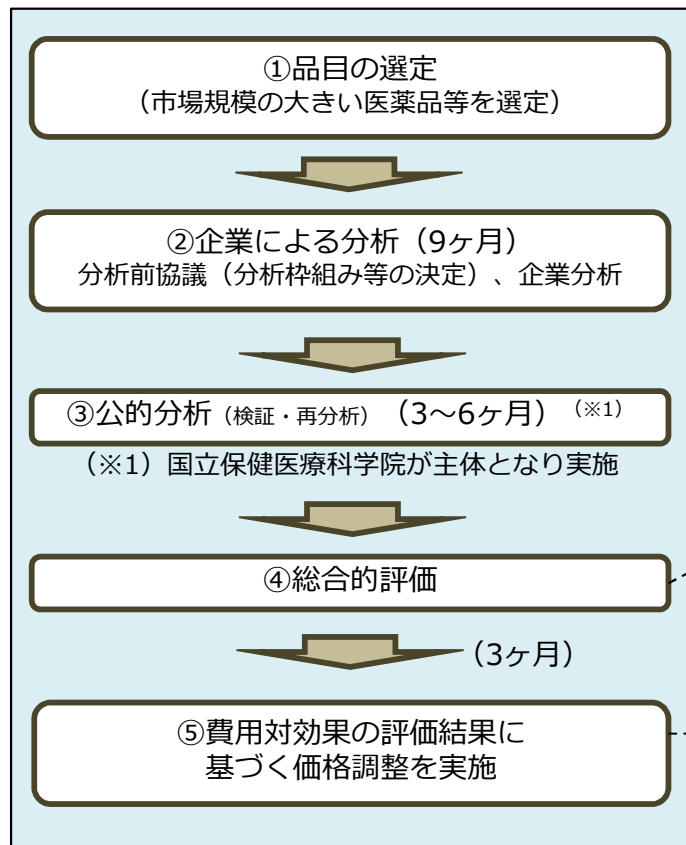 ①品目の選定
（市場規模の大きい医薬品等を選定）
②企業による分析（9ヶ月）
分析前協議（分析枠組み等の決定）、企業分析
③公的分析（検証・再分析）（3～6ヶ月）（※1）
（※1）国立保健医療科学院が主体となり実施
④総合的評価
（3ヶ月）
⑤費用対効果の評価結果に
基づく価格調整を実施